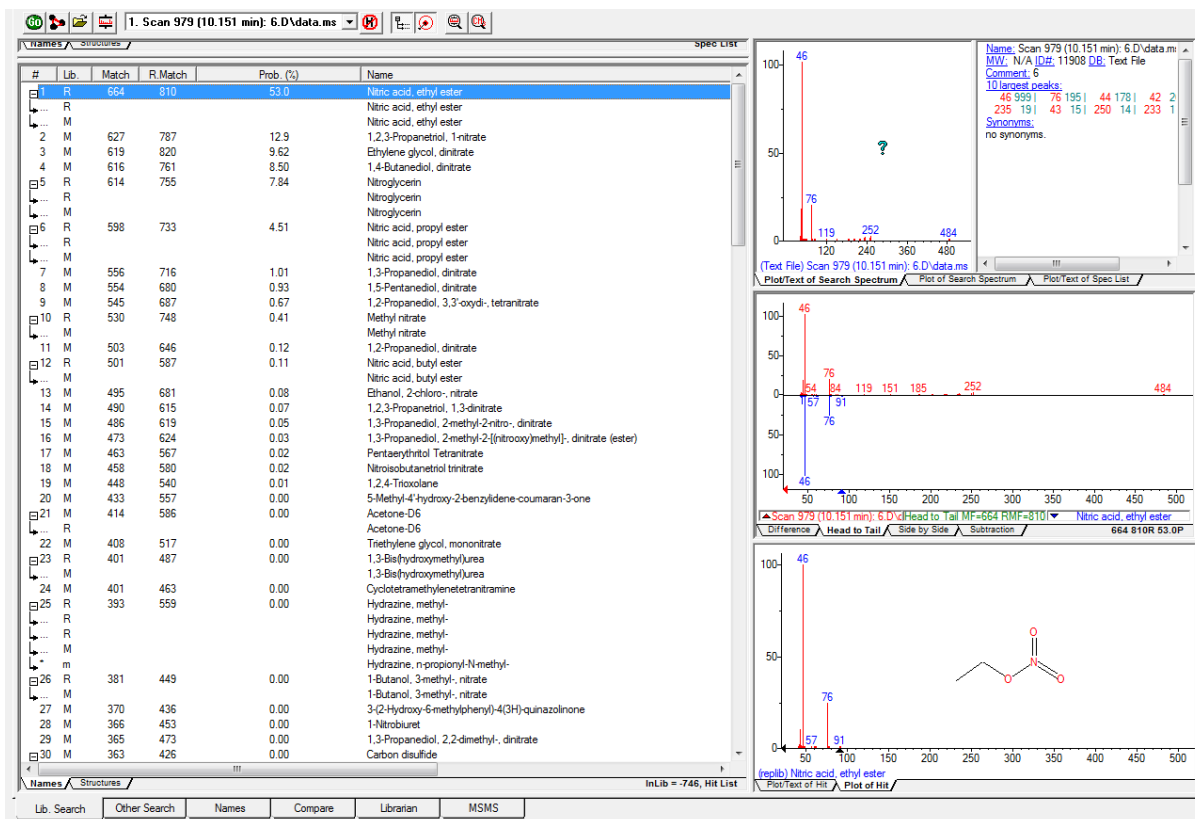 1. Scan 979 (10.151 min): 6.D\data.ms
Names Structures Spec List
# Lib. Match R.Match Prob. (%) Name
1 R 664 810 53.0 Nitric acid, ethyl ester
... R Nitric acid, ethyl ester
... M Nitric acid, ethyl ester
2 M 627 787 12.9 1,2,3-Propanetriol, 1-nitrate
3 M 619 820 9.62 Ethylene glycol, dinitrate
4 M 616 761 8.50 1,4-Butanediol, dinitrate
5 R 614 755 7.84 Nitroglycerin
... R Nitroglycerin
... M Nitroglycerin
6 R 598 733 4.51 Nitric acid, propyl ester
... R Nitric acid, propyl ester
... M Nitric acid, propyl ester
7 M 556 716 1.01 1,3-Propanediol, dinitrate
8 M 554 680 0.93 1,5-Pentanediol, dinitrate
9 M 545 687 0.67 1,2-Propanediol, 3,3'-oxydi-, tetranitrate
10 R 530 748 0.41 Methyl nitrate
... M Methyl nitrate
11 M 503 646 0.12 1,2-Propanediol, dinitrate
12 R 501 587 0.11 Nitric acid, butyl ester
... M Nitric acid, butyl ester
13 M 495 681 0.08 Ethanol, 2-chloro-, nitrate
14 M 490 615 0.07 1,2,3-Propanetriol, 1,3-dinitrate
15 M 486 619 0.05 1,3-Propanediol, 2-methyl-2-nitro-, dinitrate
16 M 473 624 0.03 1,3-Propanediol, 2-methyl-2-[(nitrooxy)methyl]-, dinitrate (ester)
17 M 463 567 0.02 Pentaerythritol Tetranitrate
18 M 458 580 0.02 Nitroisobutanetriol trinitrate
19 M 448 540 0.01 1,2,4-Trioxolane
20 M 433 557 0.00 5-Methyl-4'-hydroxy-2-benzylidene-coumaran-3-one
21 M 414 586 0.00 Acetone-D6
... R Acetone-D6
22 M 408 517 0.00 Triethylene glycol, mononitrate
23 R 401 487 0.00 1,3-Bis(hydroxymethyl)urea
... M 1,3-Bis(hydroxymethyl)urea
24 M 401 463 0.00 Cyclotetramethylenetetranitramine
25 R 393 559 0.00 Hydrazine, methyl-
... R Hydrazine, methyl-
... R Hydrazine, methyl-
... M Hydrazine, methyl-
* m Hydrazine, n-propionyl-N-methyl-
26 R 381 449 0.00 1-Butanol, 3-methyl-, nitrate
... M 1-Butanol, 3-methyl-, nitrate
27 M 370 436 0.00 3-(2-Hydroxy-6-methylphenyl)-4(3H)-quinazolinone
28 M 366 453 0.00 1-Nitrobiuret
29 M 365 473 0.00 1,3-Propanediol, 2,2-dimethyl-, dinitrate
30 M 363 426 0.00 Carbon disulfide
Names Structures InLib = -746, Hit List
Lib. Search Other Search Names Compare Librarian MSMS
100
46
50
?
76
119 252 484
0
120 240 360 480
(Text File) Scan 979 (10.151 min): 6.D\data.ms
Name: Scan 979 (10.151 min): 6.D\data.m
MW: N/A ID#: 11908 DB: Text File
Comment: 6
10 largest peaks:
46 999 | 76 195 | 44 178 | 42
235 19 | 43 15 | 250 14 | 233
Synonyms:
no synonyms.
Plot/Text of Search Spectrum Plot of Search Spectrum Plot/Text of Spec List
100
46
50
76
54 84 119 151 185 252 484
0
57 91
76
50
100
46
50 100 150 200 250 300 350 400 450 500
Scan 979 (10.151 min): 6.D\ Head to Tail MF=664 RMF=810 Nitric acid, ethyl ester
Difference Head to Tail Side by Side Subtraction 664 810R 53.0P
100
46
50
76
57 91
0
50 100 150 200 250 300 350 400 450 500
O
N
O O
(replib) Nitric acid, ethyl ester
Plot/Text of Hit Plot of Hit